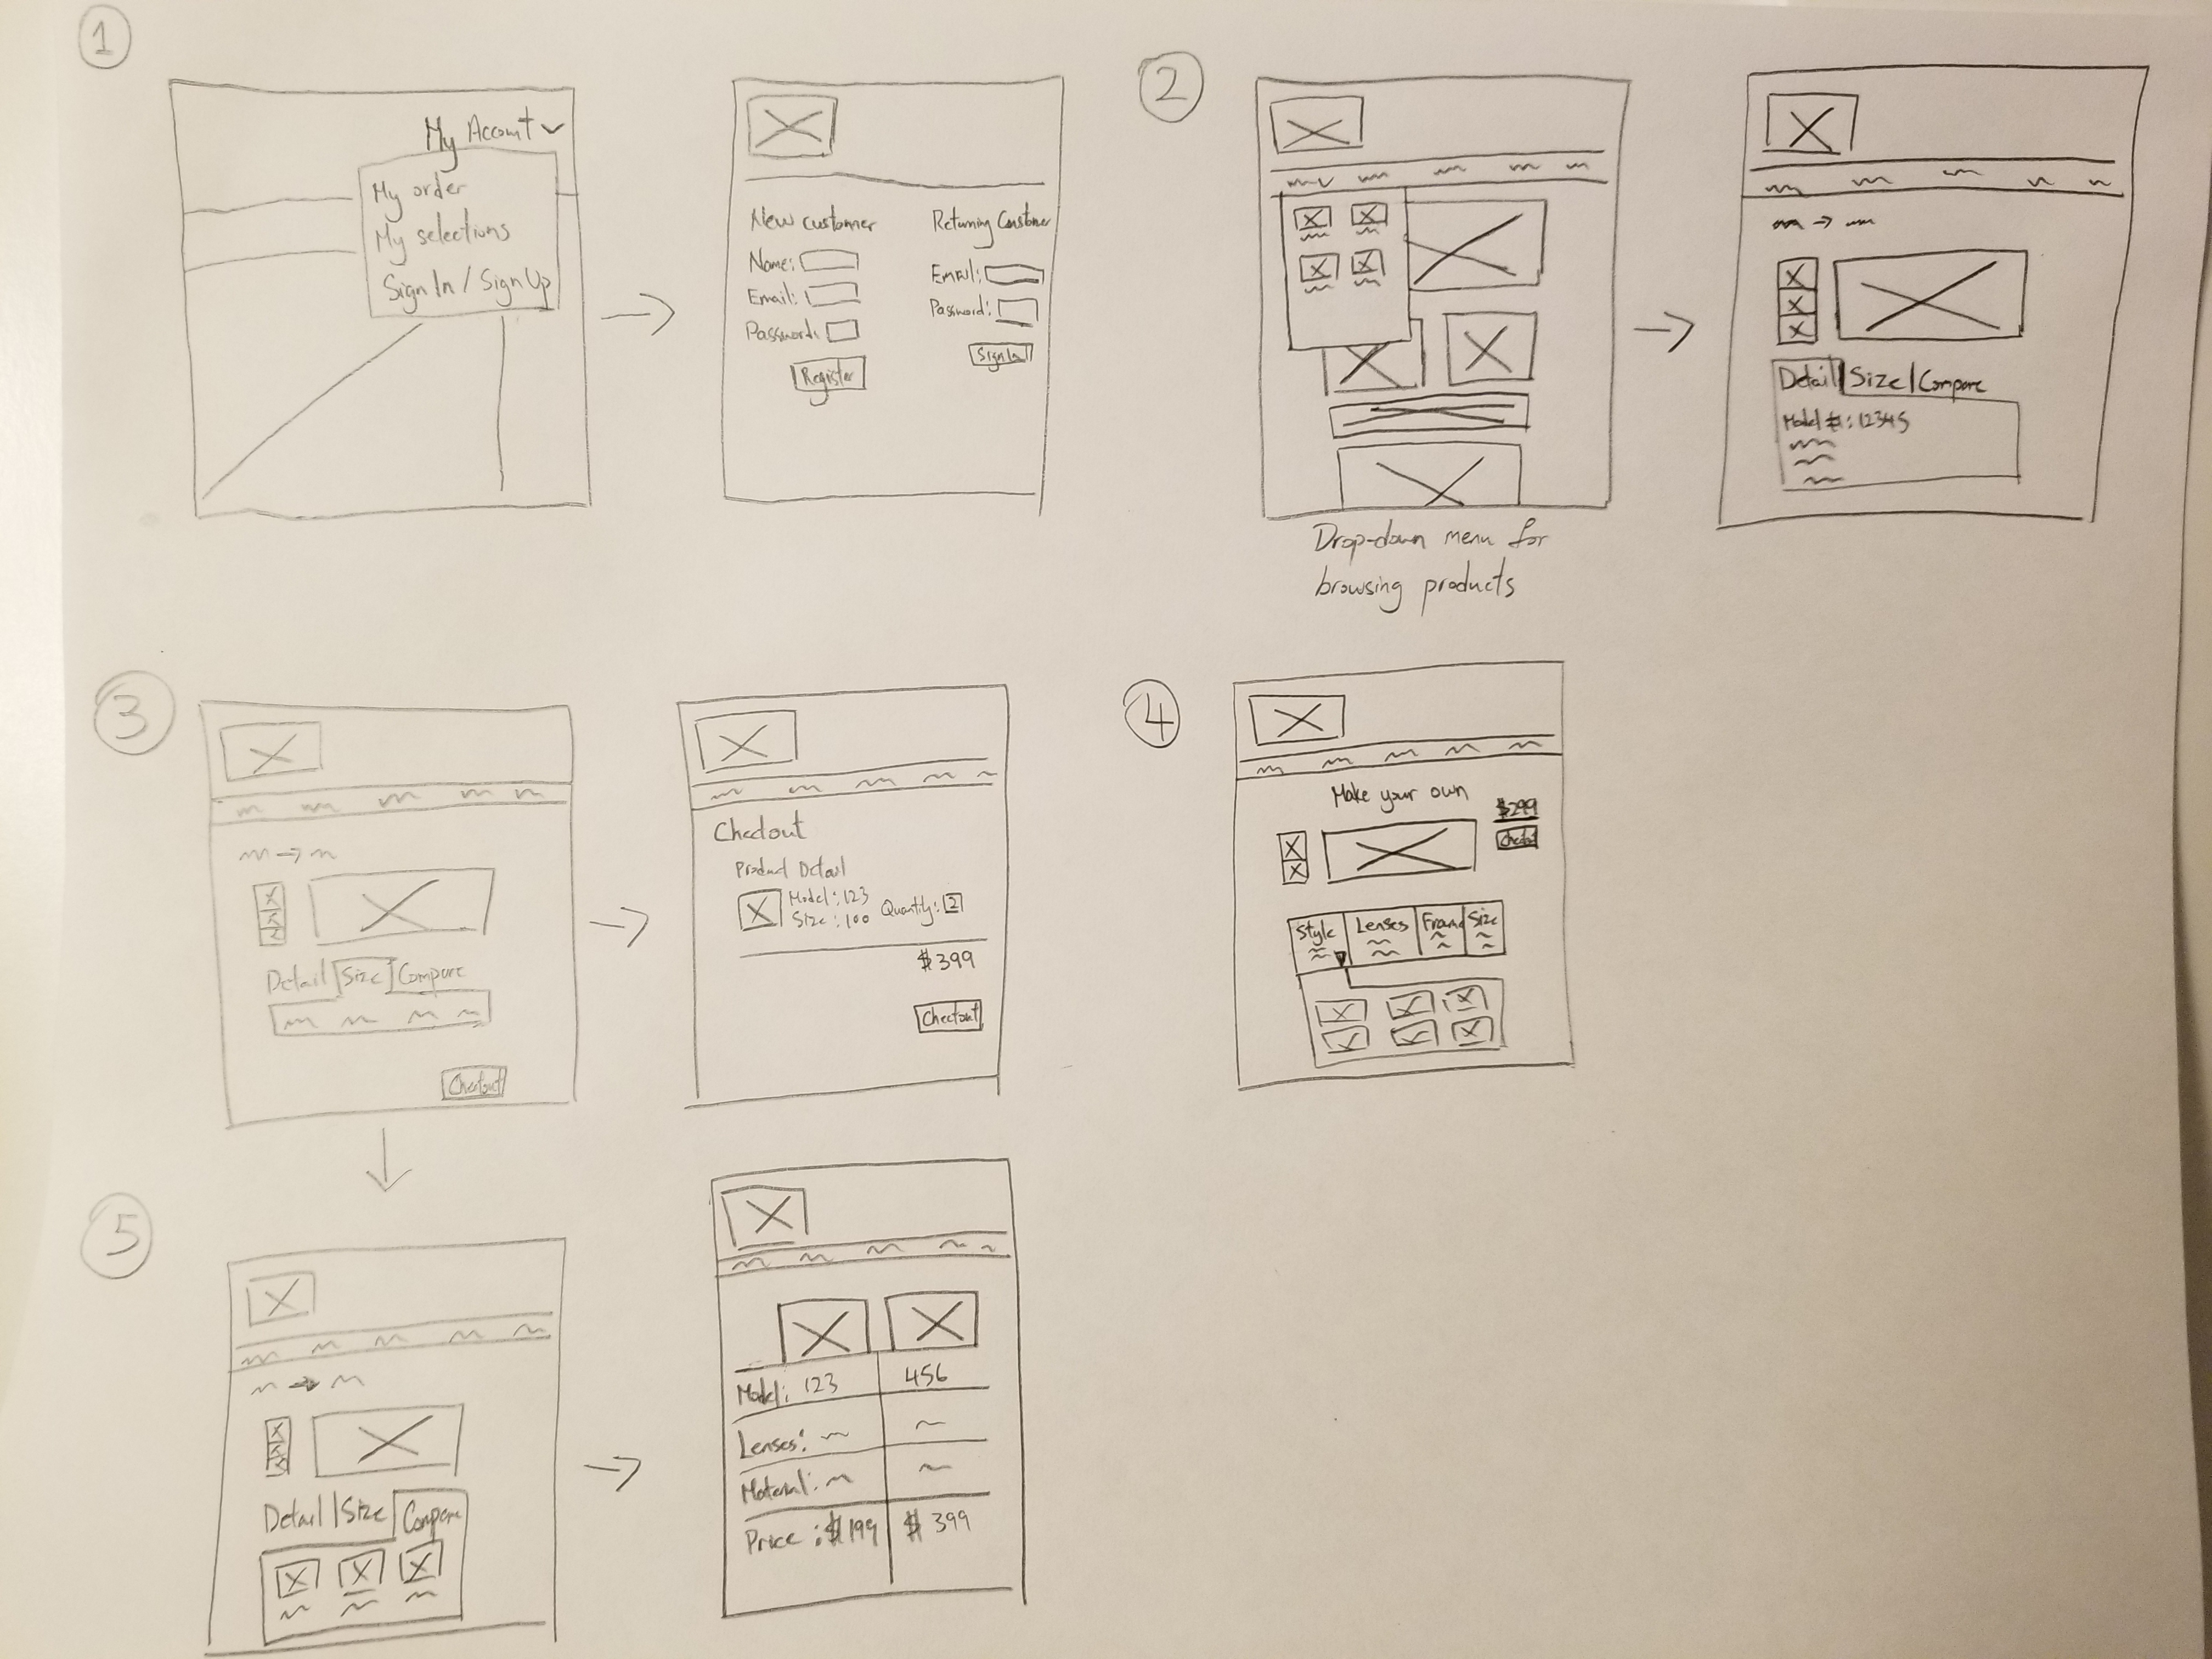 1
My Account
My order
My selections
Sign In / Sign Up
New customer
Name:
Email:
Password:
Register
Returning Customer
Email:
Password:
Sign In
2
Drop-down menu for
browsing products
Detail | Size | Compare
Model #: 12345
3
Detail Size Compare
Checkout
Checkout
Product Detail
Model: 123
Size: 100 Quantity: 2
$399
Checkout
4
Make your own
$299
Checkout
Style Lenses Frame Size
5
Detail | Size Compare
Model: 123 456
Lenses:
Material:
Price: $199 $399